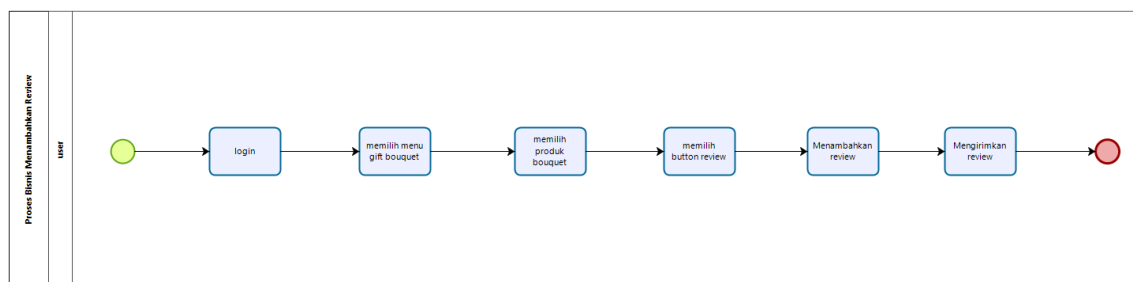 Proses Bisnis Menambahkan Review
user
login
memilih menu
gift bouquet
memilih
produk
bouquet
memilih
button review
Menambahkan
review
Mengirimkan
review